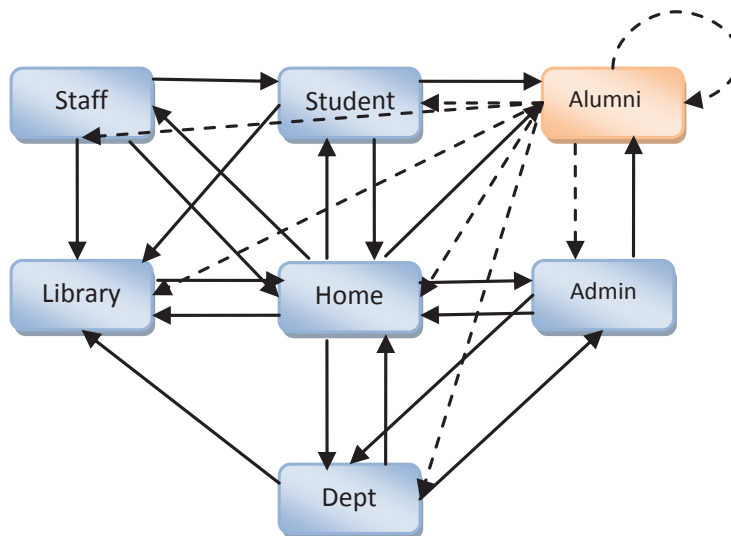 Staff
Student
Alumni
Library
Home
Admin
Dept